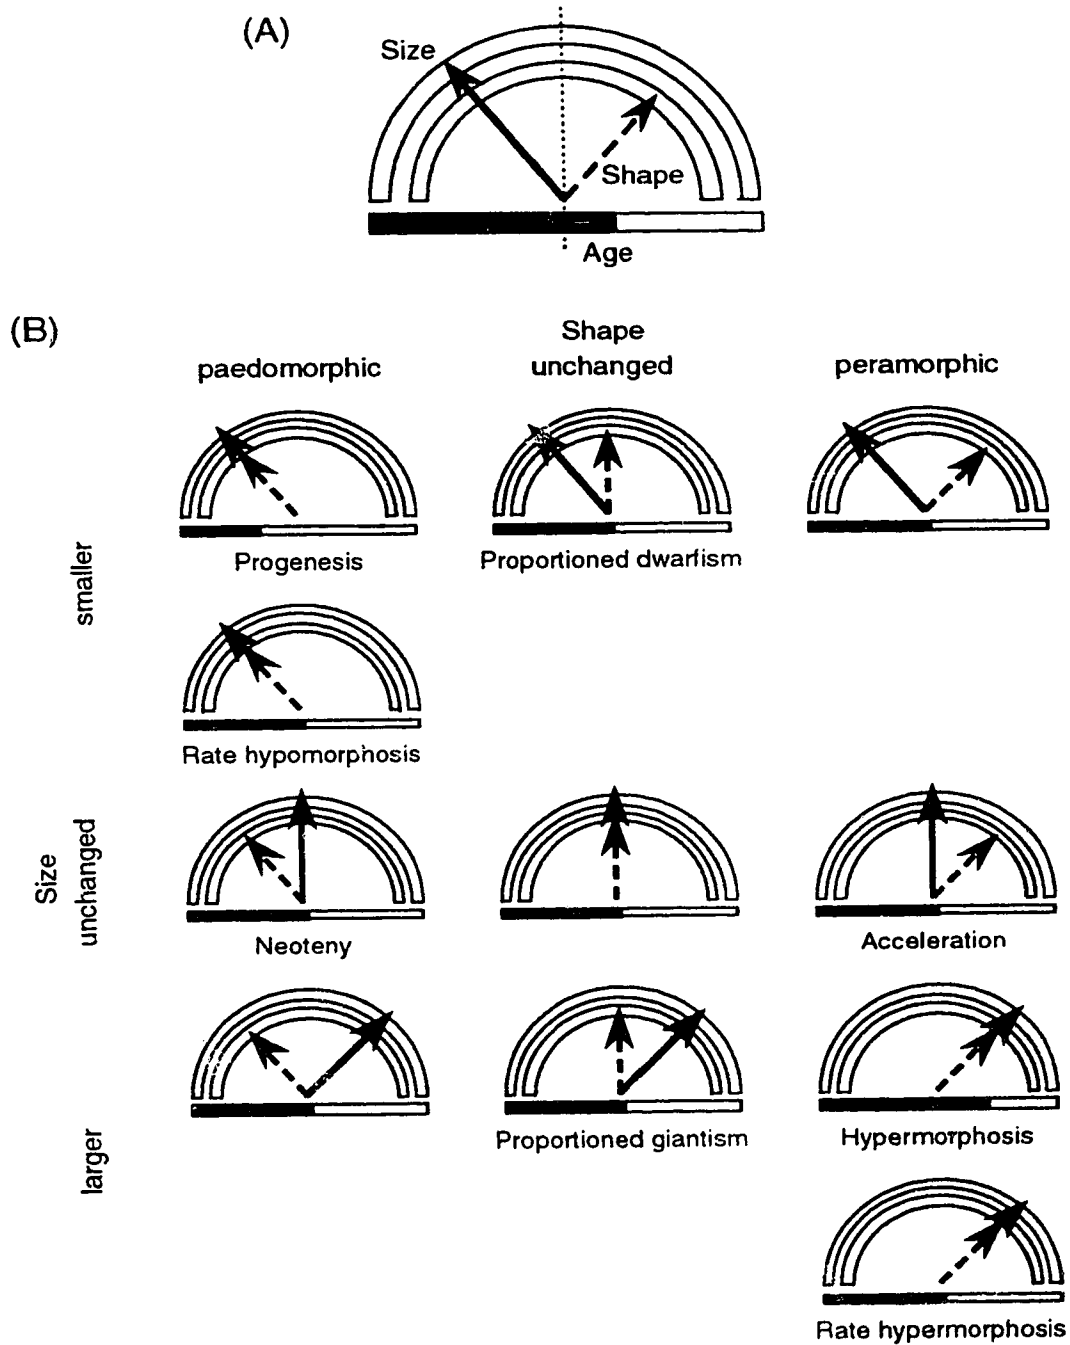 (A)
Size
Shape
Age
(B)
Shape
paedomorphic unchanged peramorphic
smaller
Progenesis Proportioned dwarfism
Rate hypomorphosis
Size
unchanged
Neoteny Acceleration
larger
Proportioned giantism Hypermorphosis
Rate hypermorphosis